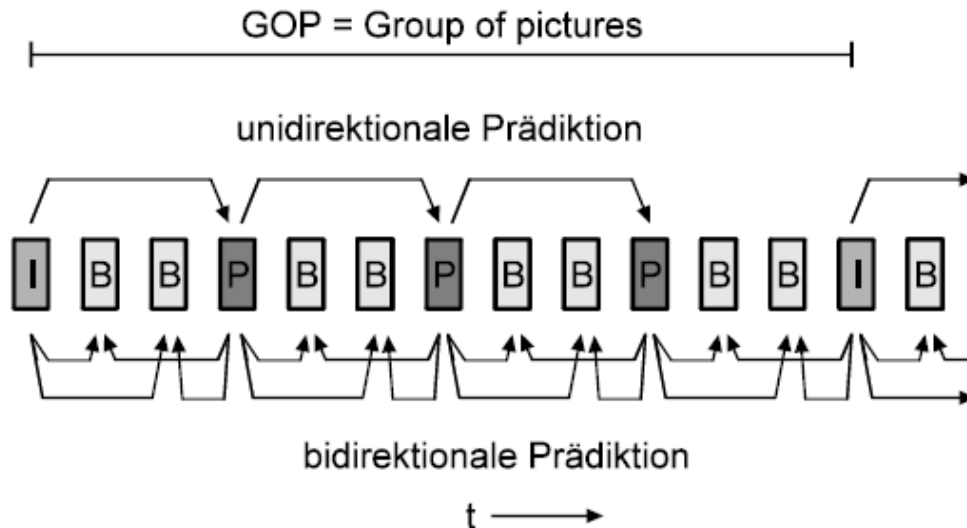 GOP = Group of pictures
unidirektionale Prädiktion
I B B P B B P B B P B B I B
bidirektionale Prädiktion
t